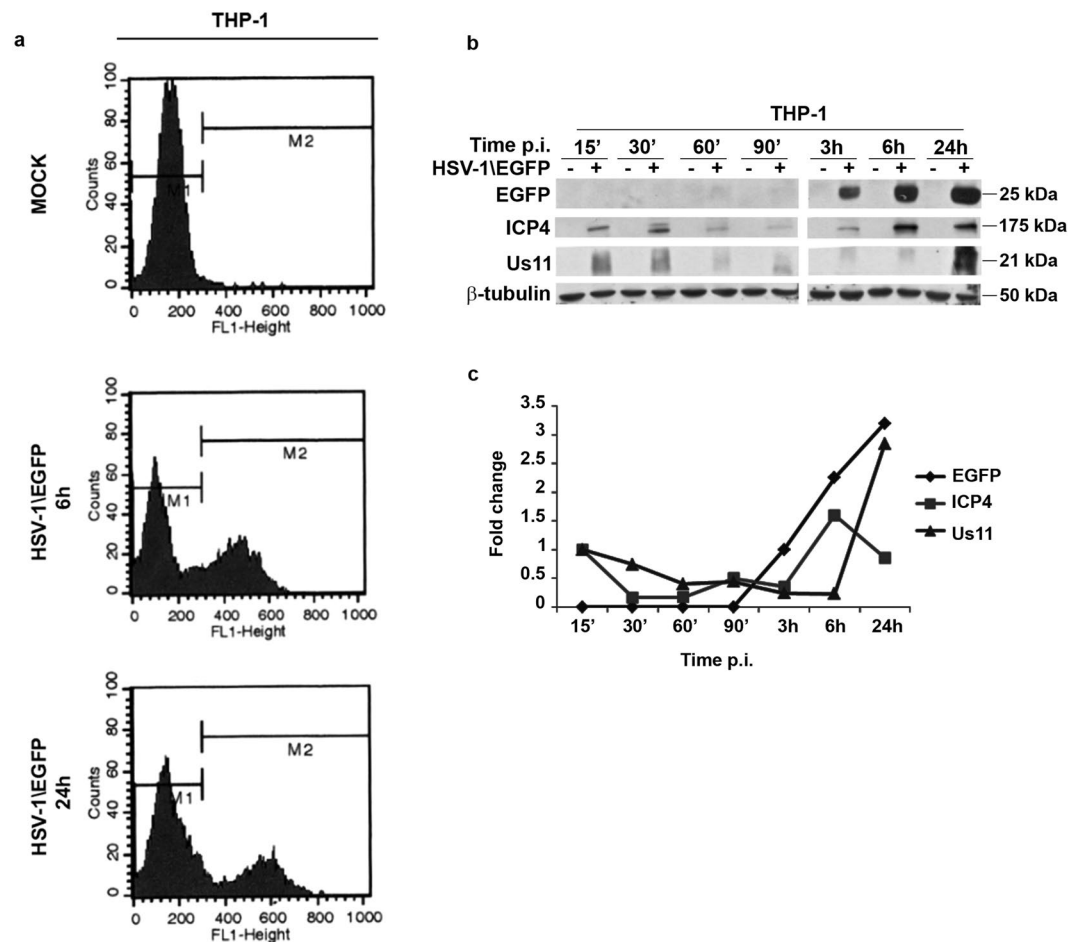 a
THP-1
MOCK
Counts
100
80
60
40
20
0
M1
M2
0 200 400 600 800 1000
FL1-Height
HSV-1\EGFP
6h
Counts
100
80
60
40
20
0
M1
M2
0 200 400 600 800 1000
FL1-Height
HSV-1\EGFP
24h
Counts
100
80
60
40
20
0
M1
M2
0 200 400 600 800 1000
FL1-Height
b
THP-1
Time p.i. 15' 30' 60' 90' 3h 6h 24h
HSV-1\EGFP - + - + - + - + - + - + - +
EGFP 25 kDa
ICP4 175 kDa
Us11 21 kDa
β-tubulin 50 kDa
c
Fold change
3.5
3
2.5
2
1.5
1
0.5
0
15' 30' 60' 90' 3h 6h 24h
Time p.i.
EGFP
ICP4
Us11